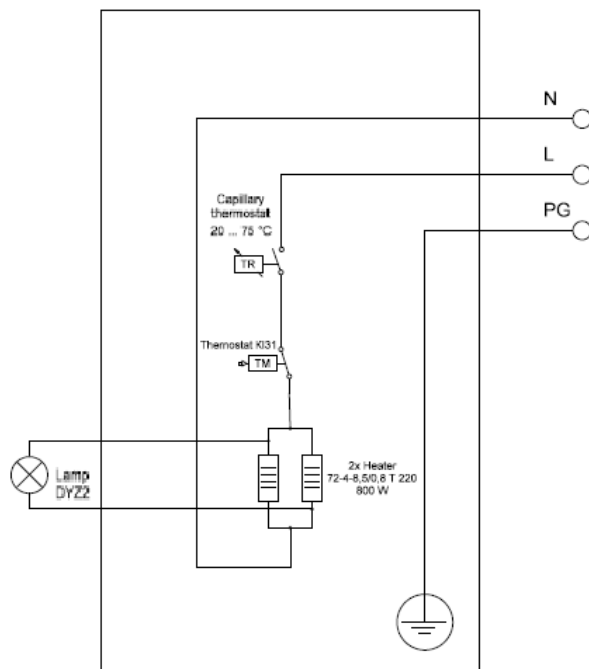 N
L
PG
Capillary
thermostat
20 ... 75 °C
TR
Thermostat KI31
TM
Lamp
DYZ2
2x Heater
72-4-8,5/0,8 T 220
800 W